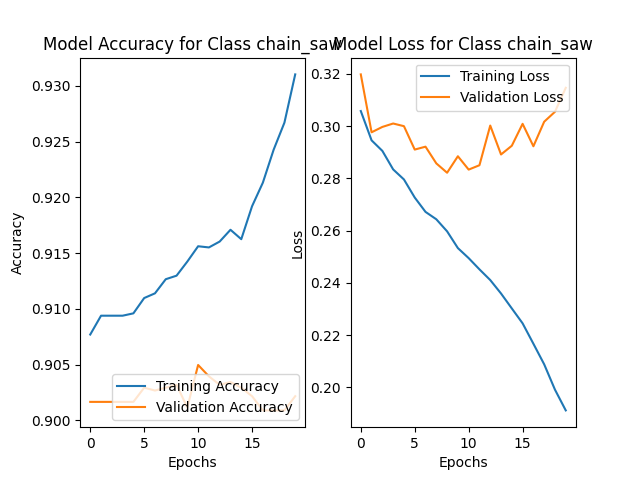 Model Accuracy for Class chain_saw
0.930
0.925
0.920
0.915
0.910
0.905
0.900
Accuracy
0
5
10
15
Epochs
Training Accuracy
Validation Accuracy
Model Loss for Class chain_saw
0.32
0.30
0.28
0.26
0.24
0.22
0.20
Loss
0
5
10
15
Epochs
Training Loss
Validation Loss